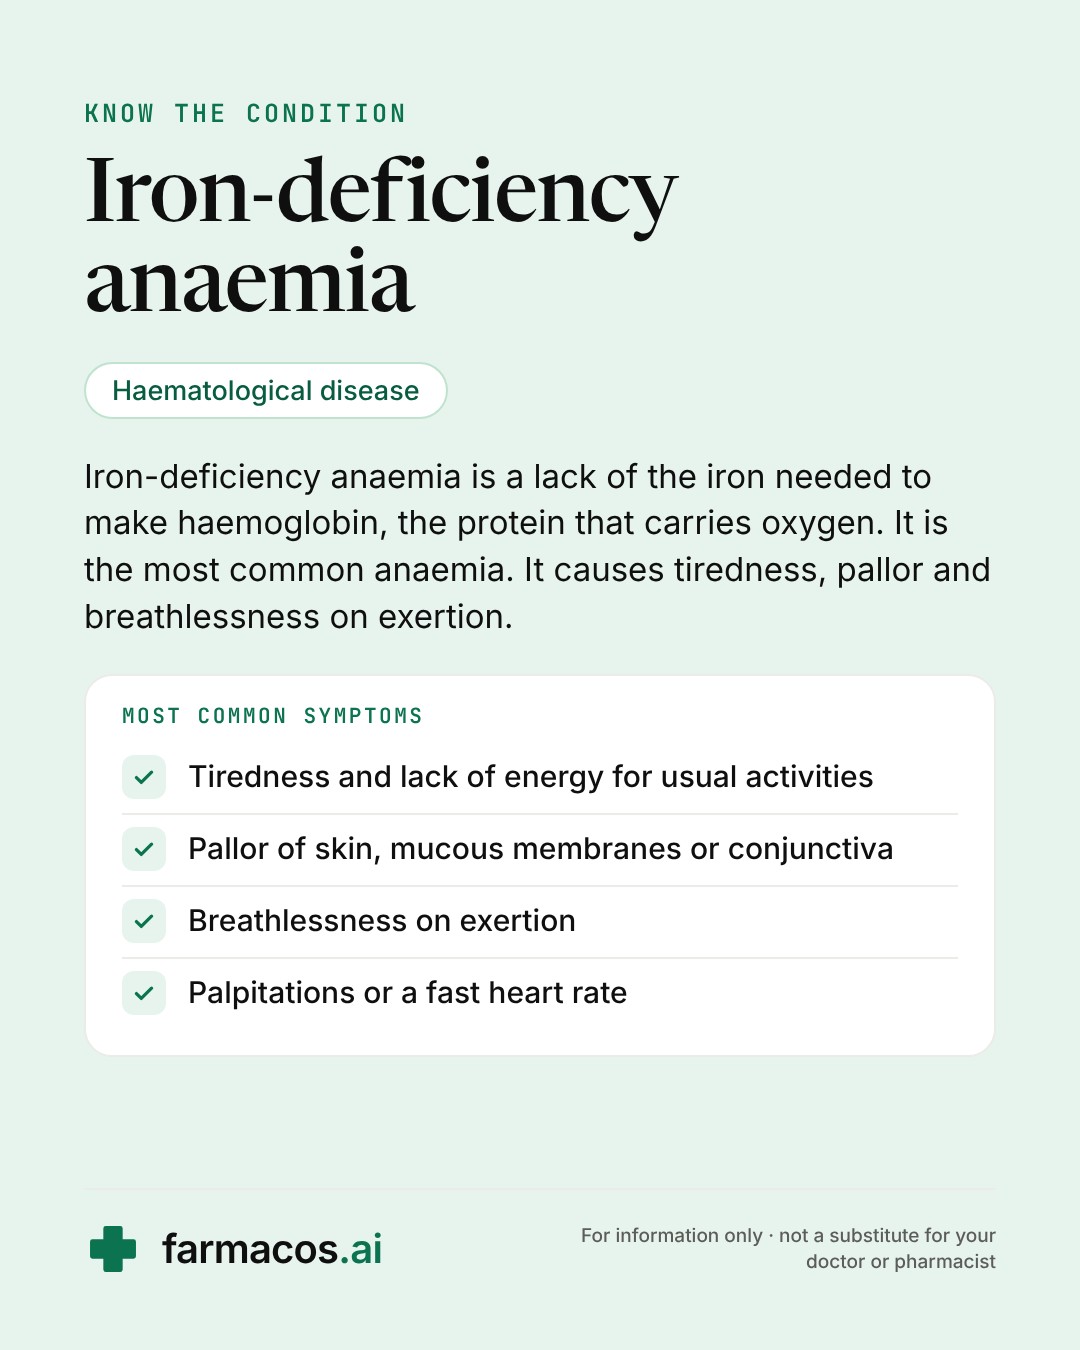 KNOW THE CONDITION
Iron-deficiency
anaemia
Haematological disease
Iron-deficiency anaemia is a lack of the iron needed to
make haemoglobin, the protein that carries oxygen. It is
the most common anaemia. It causes tiredness, pallor and
breathlessness on exertion.
MOST COMMON SYMPTOMS
Tiredness and lack of energy for usual activities
Pallor of skin, mucous membranes or conjunctiva
Breathlessness on exertion
Palpitations or a fast heart rate
farmacos.ai
For information only · not a substitute for your
doctor or pharmacist